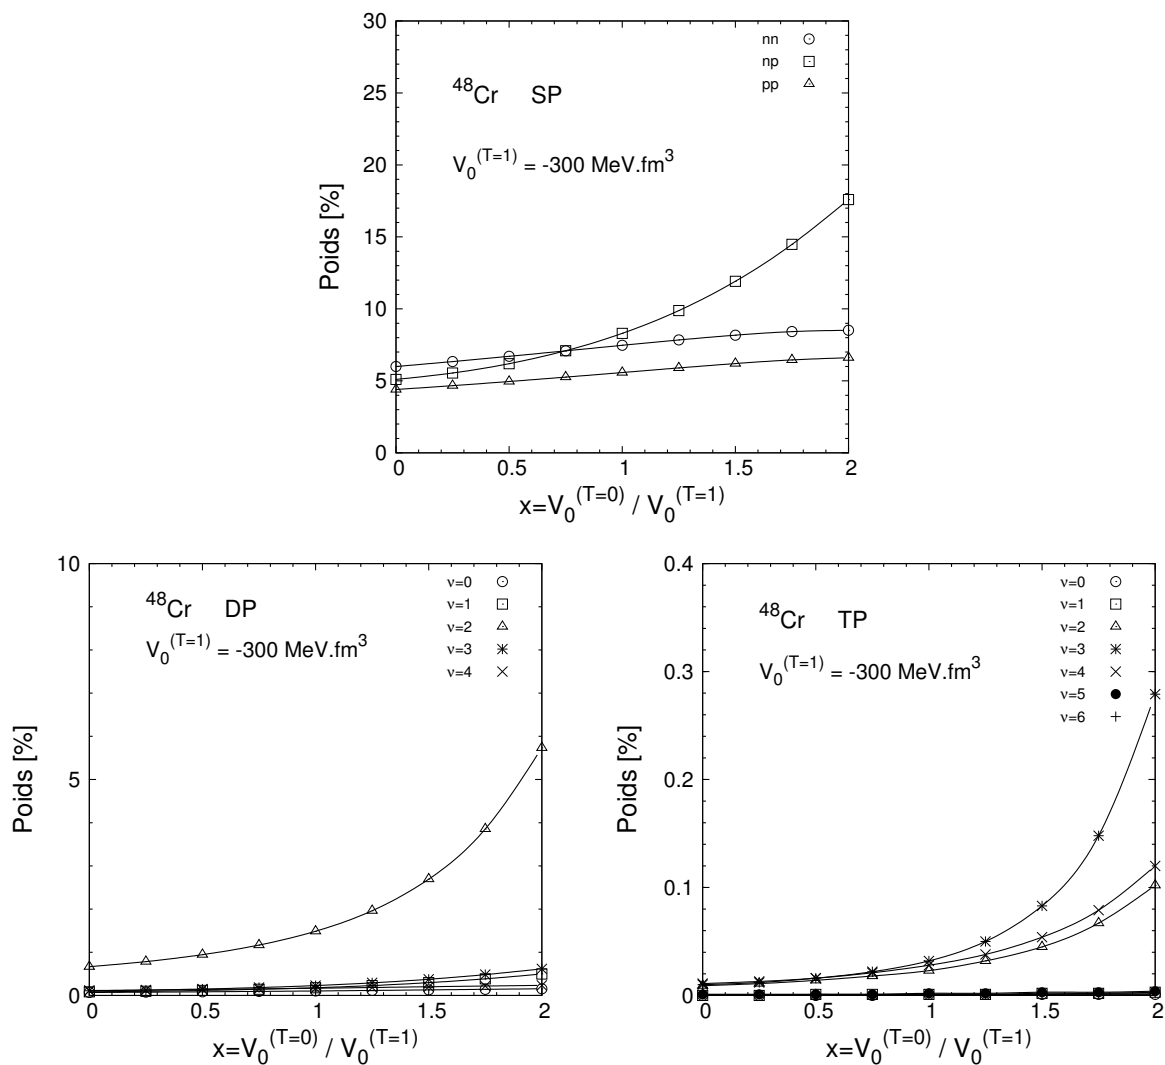 30
25
20
15
10
5
0
Poids [%]
nn
np
pp
48Cr SP
V0(T=1) = -300 MeV.fm3
0 0.5 1 1.5 2
x=V0(T=0) / V0(T=1)
10
5
0
Poids [%]
ν=0
ν=1
ν=2
ν=3
ν=4
48Cr DP
V0(T=1) = -300 MeV.fm3
0 0.5 1 1.5 2
x=V0(T=0) / V0(T=1)
0.4
0.3
0.2
0.1
0
Poids [%]
ν=0
ν=1
ν=2
ν=3
ν=4
ν=5
ν=6
48Cr TP
V0(T=1) = -300 MeV.fm3
0 0.5 1 1.5 2
x=V0(T=0) / V0(T=1)